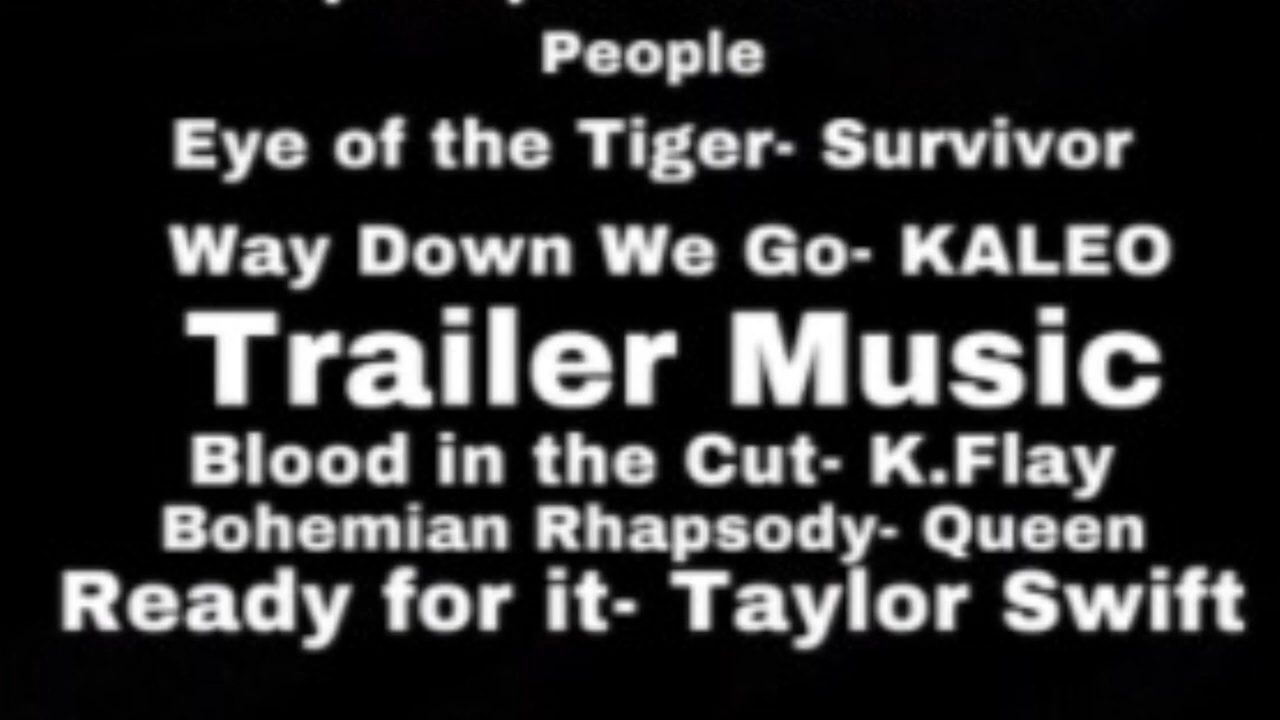 People
Eye of the Tiger- Survivor
Way Down We Go- KALEO
Trailer Music
Blood in the Cut- K.Flay
Bohemian Rhapsody- Queen
Ready for it- Taylor Swift